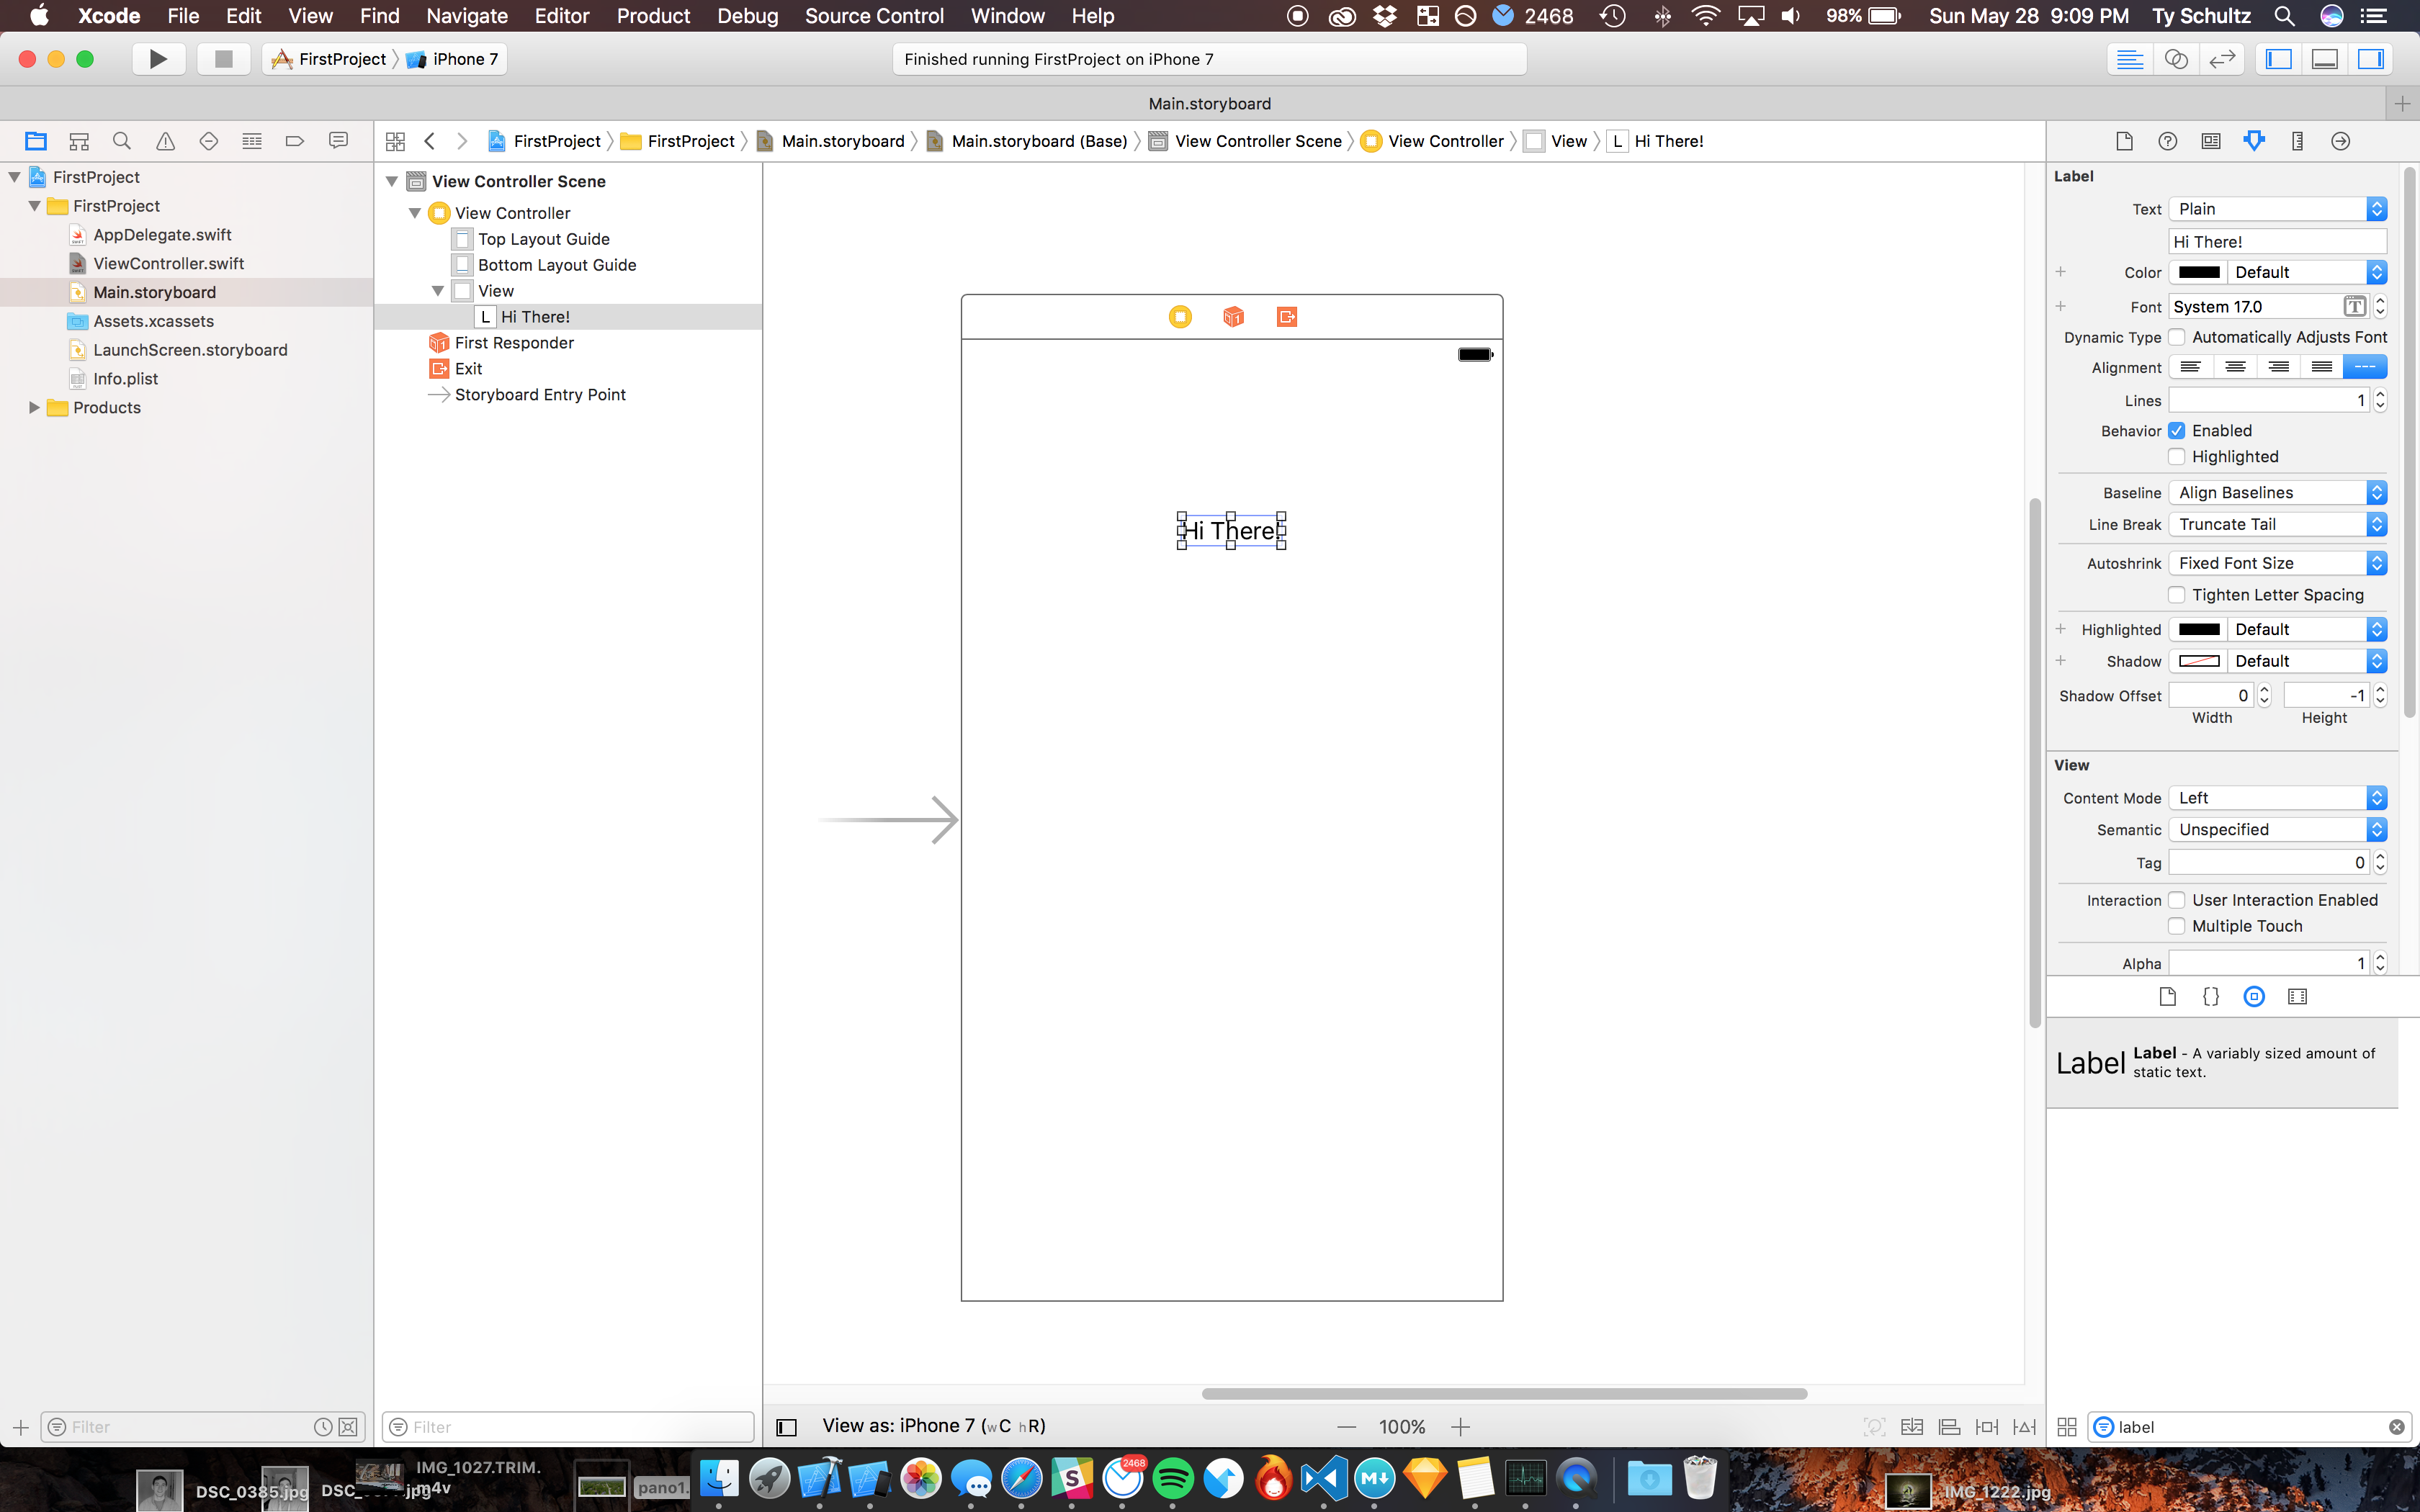 Xcode File Edit View Find Navigate Editor Product Debug Source Control Window Help 2468 98% Sun May 28 9:09 PM Ty Schultz
FirstProject iPhone 7 Finished running FirstProject on iPhone 7
Main.storyboard
FirstProject FirstProject Main.storyboard Main.storyboard (Base) View Controller Scene View Controller View L Hi There!
FirstProject
FirstProject
AppDelegate.swift
ViewController.swift
Main.storyboard
Assets.xcassets
LaunchScreen.storyboard
Info.plist
Products
Filter
View Controller Scene
View Controller
Top Layout Guide
Bottom Layout Guide
View
L Hi There!
First Responder
Exit
Storyboard Entry Point
Filter
Hi There!
View as: iPhone 7 (wC hR) 100%
Label
Text Plain
Hi There!
Color Default
Font System 17.0 T
Dynamic Type Automatically Adjusts Font
Alignment
Lines 1
Behavior Enabled
Highlighted
Baseline Align Baselines
Line Break Truncate Tail
Autoshrink Fixed Font Size
Tighten Letter Spacing
Highlighted Default
Shadow Default
Shadow Offset 0 -1
Width Height
View
Content Mode Left
Semantic Unspecified
Tag 0
Interaction User Interaction Enabled
Multiple Touch
Alpha 1
Label Label - A variably sized amount of
static text.
label
DSC_0385.jpg
IMG_1027.TRIM.
m4v
pano1.
2468
IMG_1222.jpg